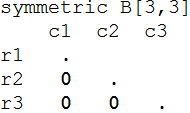 symmetric B[3,3]
    c1  c2  c3
r1   .
r2   0   .
r3   0   0   .